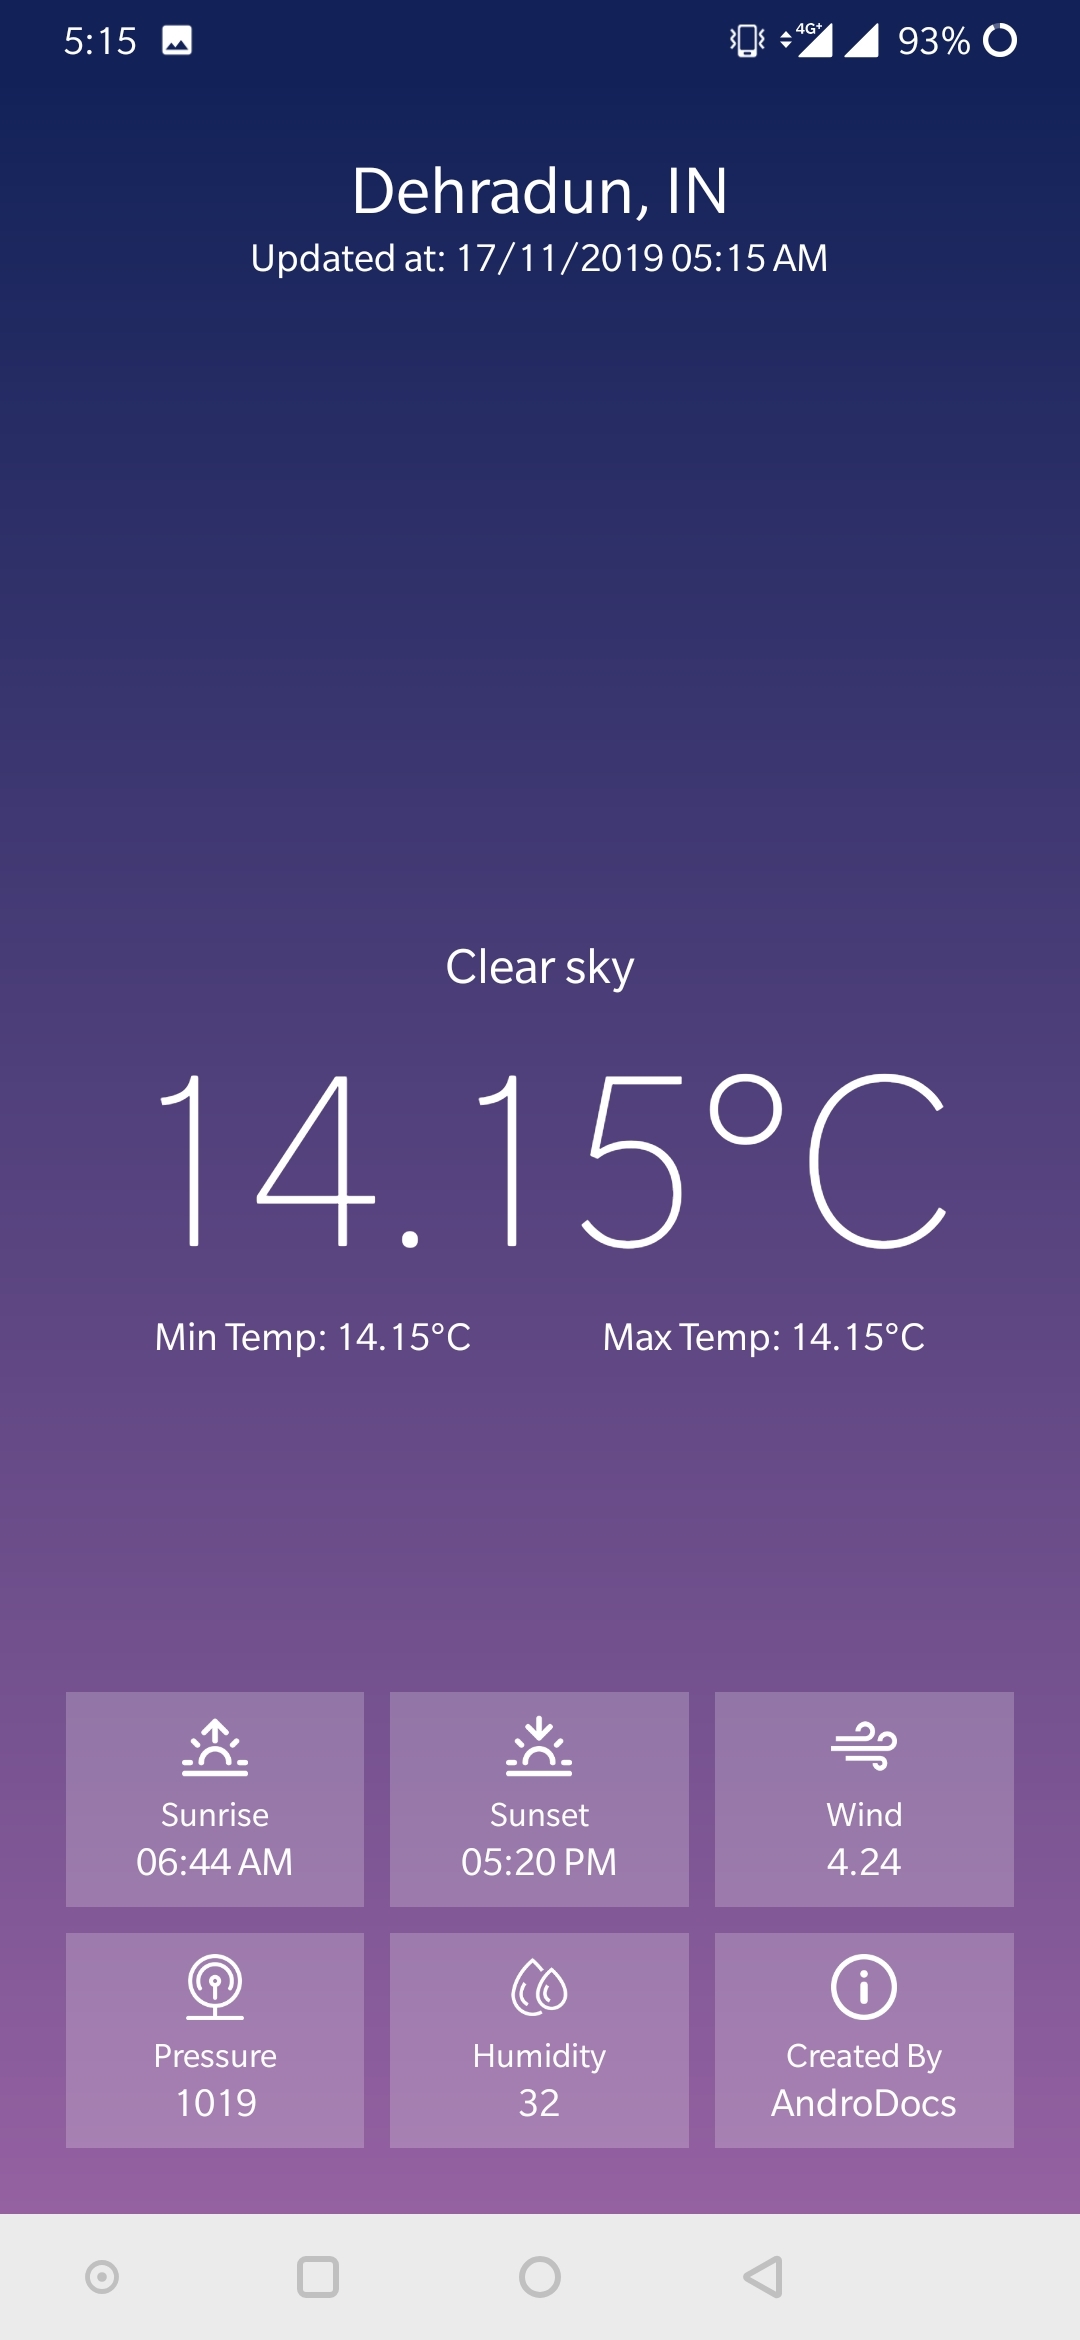 5:15 4G+ 93%
Dehradun, IN
Updated at: 17/11/2019 05:15 AM
Clear sky
14.15°C
Min Temp: 14.15°C Max Temp: 14.15°C
Sunrise
06:44 AM
Sunset
05:20 PM
Wind
4.24
Pressure
1019
Humidity
32
Created By
AndroDocs